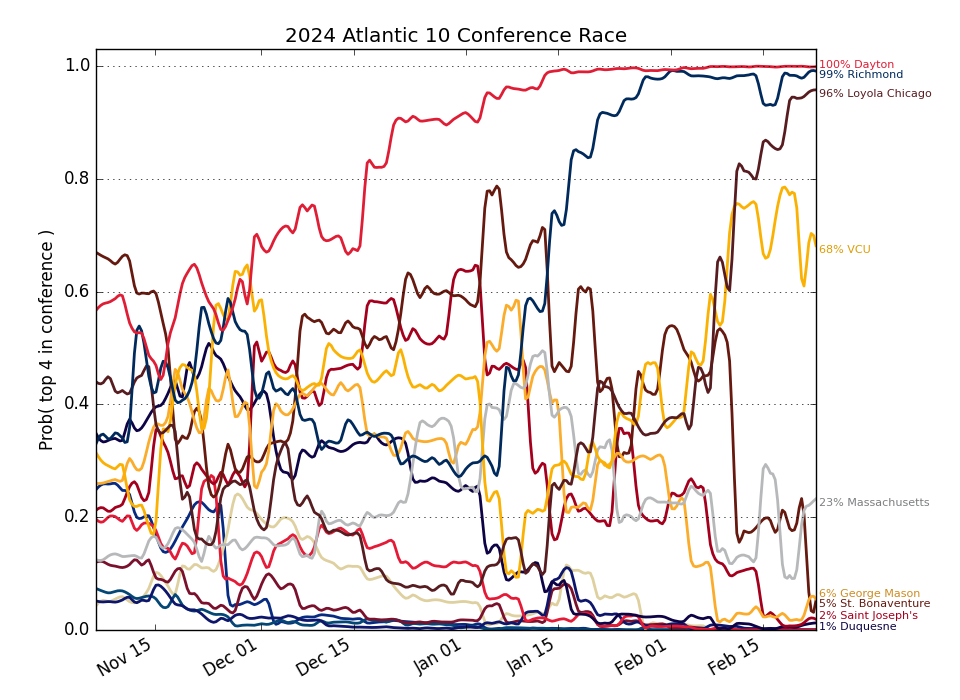 2024 Atlantic 10 Conference Race
Prob( top 4 in conference )
1.0
0.8
0.6
0.4
0.2
0.0
Nov 15
Dec 01
Dec 15
Jan 01
Jan 15
Feb 01
Feb 15
100% Dayton
99% Richmond
96% Loyola Chicago
68% VCU
23% Massachusetts
6% George Mason
5% St. Bonaventure
2% Saint Joseph's
1% Duquesne